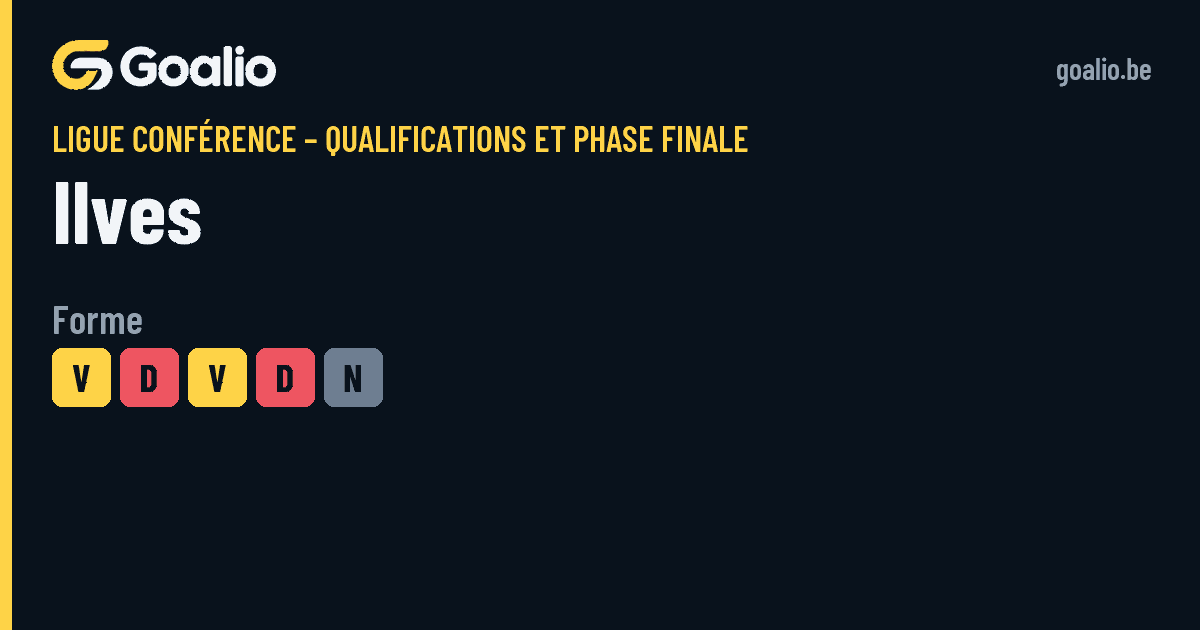 Goalio
goalio.be
LIGUE CONFÉRENCE – QUALIFICATIONS ET PHASE FINALE
Ilves
Forme
V D V D N